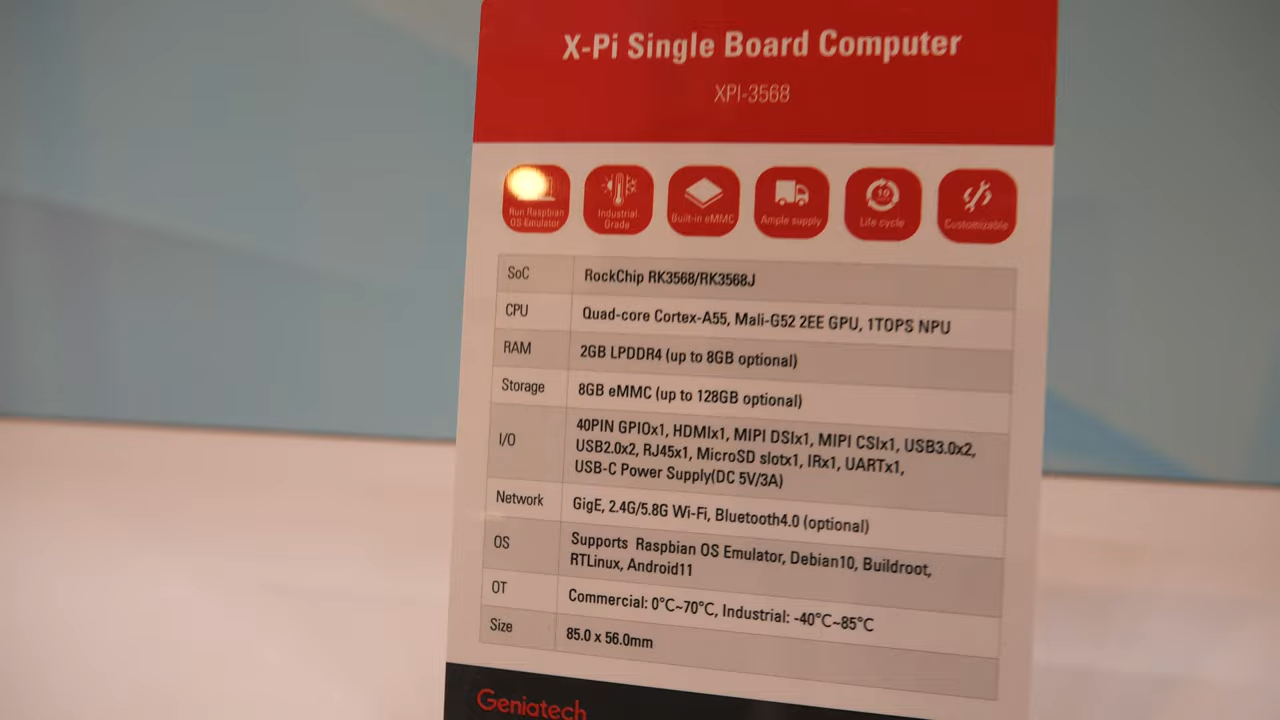 X-Pi Single Board Computer
XPI-3568
Run Raspbian
OS Emulator
Industrial
Grade
Built-in eMMC
Ample supply
10
Life cycle
Customizable
SoC RockChip RK3568/RK3568J
CPU Quad-core Cortex-A55, Mali-G52 2EE GPU, 1TOPS NPU
RAM 2GB LPDDR4 (up to 8GB optional)
Storage 8GB eMMC (up to 128GB optional)
I/O 40PIN GPIOx1, HDMIx1, MIPI DSIx1, MIPI CSIx1, USB3.0x2,
USB2.0x2, RJ45x1, MicroSD slotx1, IRx1, UARTx1,
USB-C Power Supply(DC 5V/3A)
Network GigE, 2.4G/5.8G Wi-Fi, Bluetooth4.0 (optional)
OS Supports Raspbian OS Emulator, Debian10, Buildroot,
RTLinux, Android11
OT Commercial: 0°C~70°C, Industrial: -40°C~85°C
Size 85.0 x 56.0mm
Geniatech